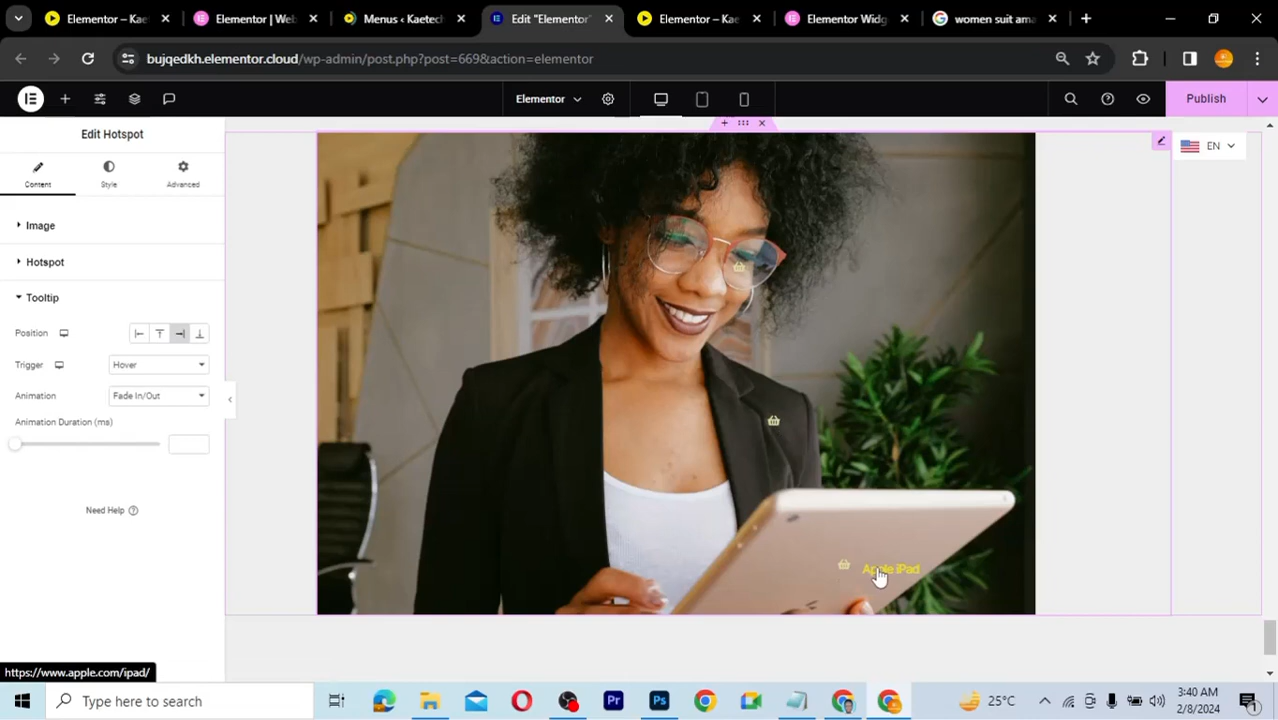 Elementor – Kae
Elementor | Web
Menus ‹ Kaetech
Edit "Elementor"
Elementor – Kae
Elementor Widg
women suit ama
bujqedkh.elementor.cloud/wp-admin/post.php?post=669&action=elementor
Elementor
Publish
Edit Hotspot
EN
Content
Style
Advanced
Image
Hotspot
Tooltip
Position
Trigger
Hover
Animation
Fade In/Out
Animation Duration (ms)
Need Help
Apple iPad
https://www.apple.com/ipad/
Type here to search
25°C
3:40 AM
2/8/2024